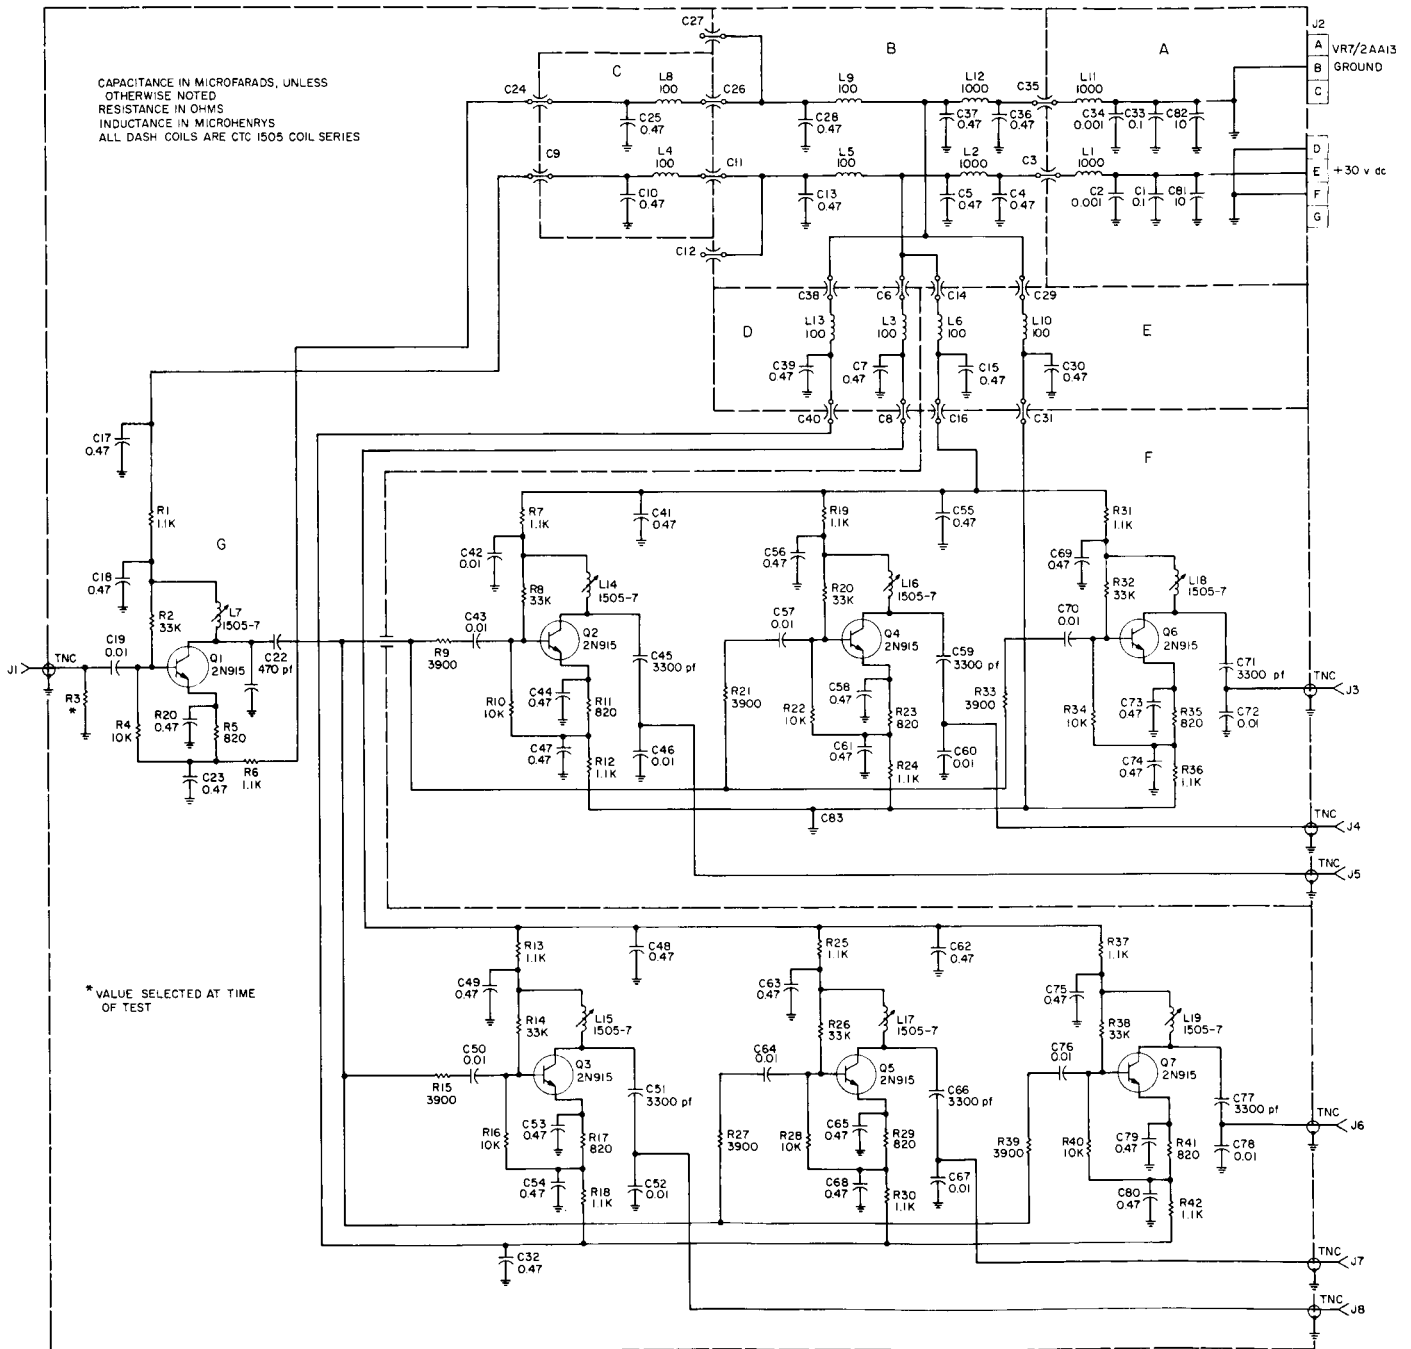 CAPACITANCE IN MICROFARADS, UNLESS
OTHERWISE NOTED
RESISTANCE IN OHMS
INDUCTANCE IN MICROHENRYS
ALL DASH COILS ARE CTC 1505 COIL SERIES
C27
B
A
J2
A VR7/2AA13
B GROUND
C
D
E +30 v dc
F
G
C
C24
L8
100
C26
C25
0.47
L9
100
C28
0.47
L12
1000
C35
C37
0.47
C36
0.47
L11
1000
C34
0.001
C33
0.1
C82
10
C9
L4
100
C11
C10
0.47
L5
100
C13
0.47
L2
1000
C3
C5
0.47
C4
0.47
L1
1000
C2
0.001
C1
0.1
C81
10
C12
C38
C6
C14
C29
D
L13
100
L3
100
L6
100
L10
100
E
C39
0.47
C7
0.47
C15
0.47
C30
0.47
C40
C8
C16
C31
F
C17
0.47
R1
1.1K
G
C18
0.47
R2
33K
L7
1505-7
C19
0.01
Q1
2N915
C22
470 pf
J1
TNC
R3
*
R4
10K
R20
0.47
R5
820
C23
0.47
R6
1.1K
R7
1.1K
C41
0.47
C42
0.01
R8
33K
L14
1505-7
C43
0.01
R9
3900
Q2
2N915
C45
3300 pf
R10
10K
C44
0.47
R11
820
C47
0.47
R12
1.1K
C46
0.01
R19
1.1K
C55
0.47
C56
0.47
R20
33K
L16
1505-7
C57
0.01
Q4
2N915
C59
3300 pf
R21
3900
R22
10K
C58
0.47
R23
820
C61
0.47
R24
1.1K
C60
0.01
R31
1.1K
C69
0.47
R32
33K
L18
1505-7
C70
0.01
Q6
2N915
C71
3300 pf
R33
3900
R34
10K
C73
0.47
R35
820
C74
0.47
R36
1.1K
C72
0.01
TNC
J3
C83
TNC
J4
TNC
J5
* VALUE SELECTED AT TIME
OF TEST
R13
1.1K
C48
0.47
C49
0.47
R14
33K
L15
1505-7
C50
0.01
R15
3900
Q3
2N915
C51
3300 pf
R16
10K
C53
0.47
R17
820
C54
0.47
R18
1.1K
C52
0.01
C32
0.47
R25
1.1K
C62
0.47
C63
0.47
R26
33K
L17
1505-7
C64
0.01
Q5
2N915
C66
3300 pf
R27
3900
R28
10K
C65
0.47
R29
820
C68
0.47
R30
1.1K
C67
0.01
R37
1.1K
C75
0.47
R38
33K
L19
1505-7
C76
0.01
Q7
2N915
C77
3300 pf
R39
3900
R40
10K
C79
0.47
R41
820
C80
0.47
R42
1.1K
C78
0.01
TNC
J6
TNC
J7
TNC
J8